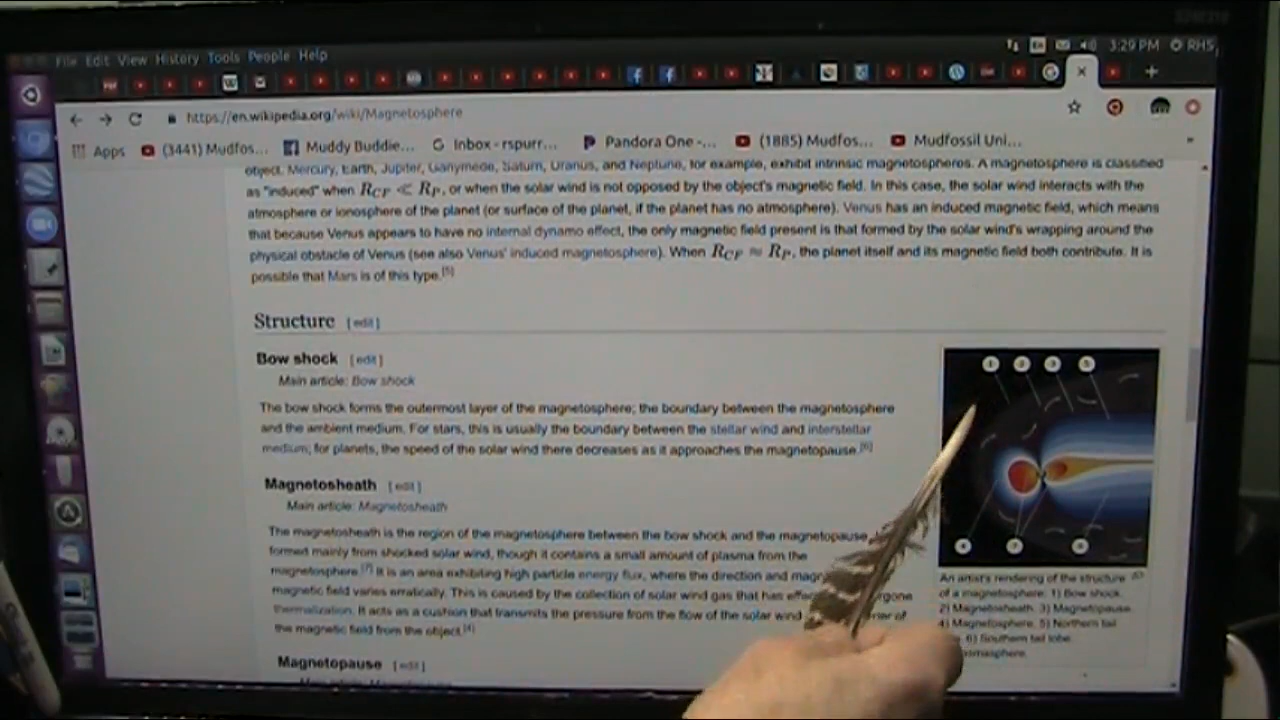 File Edit View History Tools People Help
3:29 PM RHS
https://en.wikipedia.org/wiki/Magnetosphere
Apps (3441) Mudfos... Muddy Buddie... Inbox - rspurr... Pandora One -... (1885) Mudfos... Mudfossil Uni...
object. Mercury, Earth, Jupiter, Ganymede, Saturn, Uranus, and Neptune, for example, exhibit intrinsic magnetospheres. A magnetosphere is classified
as "induced" when R_CF ≪ R_P, or when the solar wind is not opposed by the object's magnetic field. In this case, the solar wind interacts with the
atmosphere or ionosphere of the planet (or surface of the planet, if the planet has no atmosphere). Venus has an induced magnetic field, which means
that because Venus appears to have no internal dynamo effect, the only magnetic field present is that formed by the solar wind's wrapping around the
physical obstacle of Venus (see also Venus' induced magnetosphere). When R_CF ≈ R_P, the planet itself and its magnetic field both contribute. It is
possible that Mars is of this type.[5]
Structure [edit]
Bow shock [edit]
Main article: Bow shock
The bow shock forms the outermost layer of the magnetosphere; the boundary between the magnetosphere
and the ambient medium. For stars, this is usually the boundary between the stellar wind and interstellar
medium; for planets, the speed of the solar wind there decreases as it approaches the magnetopause.[6]
Magnetosheath [edit]
Main article: Magnetosheath
The magnetosheath is the region of the magnetosphere between the bow shock and the magnetopause,
formed mainly from shocked solar wind, though it contains a small amount of plasma from the
magnetosphere.[7] It is an area exhibiting high particle energy flux, where the direction and
magnetic field varies erratically. This is caused by the collection of solar wind gas that has
thermalization. It acts as a cushion that transmits the pressure from the flow of the solar wind of
the magnetic field from the object.[4]
Magnetopause [edit]
1 2 3 5
An artist's rendering of the structure
of a magnetosphere: 1) Bow shock.
2) Magnetosheath. 3) Magnetopause.
4) Magnetosphere. 5) Northern tail
6) Southern tail lobe.